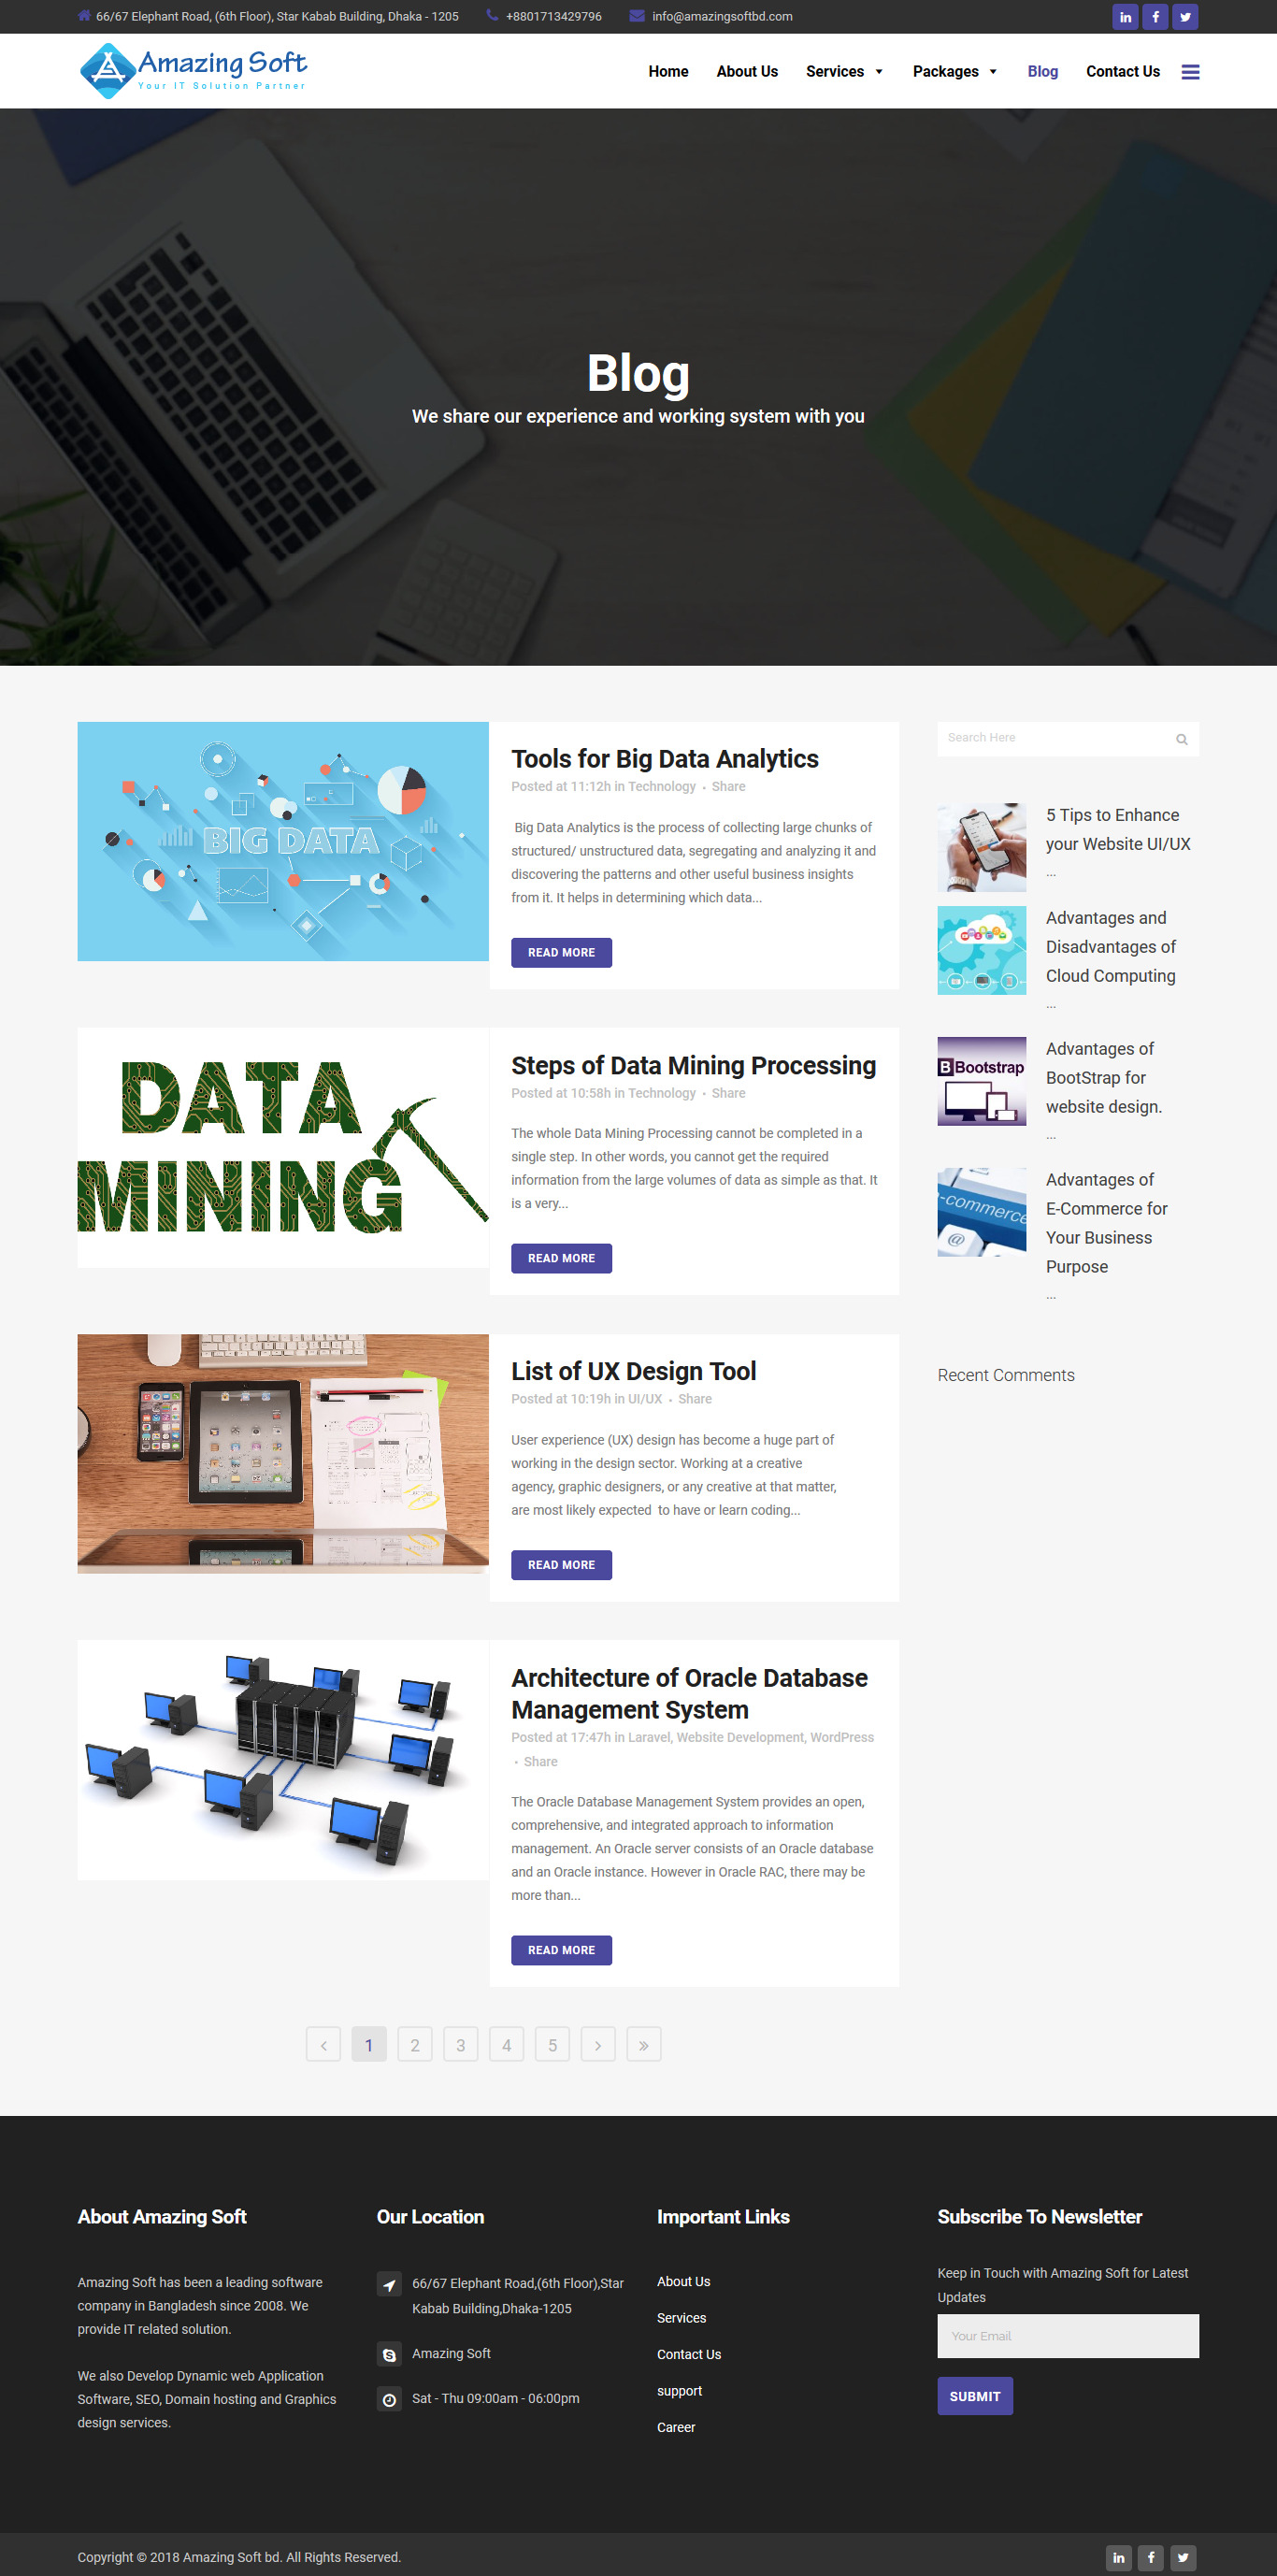 66/67 Elephant Road, (6th Floor), Star Kabab Building, Dhaka - 1205 +8801713429796 info@amazingsoftbd.com
Amazing Soft
Your IT Solution Partner
Home About Us Services Packages Blog Contact Us
Blog
We share our experience and working system with you
BIG DATA
Tools for Big Data Analytics
Posted at 11:12h in Technology • Share
Big Data Analytics is the process of collecting large chunks of
structured/ unstructured data, segregating and analyzing it and
discovering the patterns and other useful business insights
from it. It helps in determining which data...
READ MORE
DATA
MINING
Steps of Data Mining Processing
Posted at 10:58h in Technology • Share
The whole Data Mining Processing cannot be completed in a
single step. In other words, you cannot get the required
information from the large volumes of data as simple as that. It
is a very...
READ MORE
List of UX Design Tool
Posted at 10:19h in UI/UX • Share
User experience (UX) design has become a huge part of
working in the design sector. Working at a creative
agency, graphic designers, or any creative at that matter,
are most likely expected to have or learn coding...
READ MORE
Architecture of Oracle Database
Management System
Posted at 17:47h in Laravel, Website Development, WordPress
• Share
The Oracle Database Management System provides an open,
comprehensive, and integrated approach to information
management. An Oracle server consists of an Oracle database
and an Oracle instance. However in Oracle RAC, there may be
more than...
READ MORE
1 2 3 4 5
Search Here
5 Tips to Enhance
your Website UI/UX
...
Advantages and
Disadvantages of
Cloud Computing
...
B Bootstrap
Advantages of
BootStrap for
website design.
...
e-commerce
@
Advantages of
E-Commerce for
Your Business
Purpose
...
Recent Comments
About Amazing Soft
Amazing Soft has been a leading software
company in Bangladesh since 2008. We
provide IT related solution.
We also Develop Dynamic web Application
Software, SEO, Domain hosting and Graphics
design services.
Our Location
66/67 Elephant Road,(6th Floor),Star
Kabab Building,Dhaka-1205
Amazing Soft
Sat - Thu 09:00am - 06:00pm
Important Links
About Us
Services
Contact Us
support
Career
Subscribe To Newsletter
Keep in Touch with Amazing Soft for Latest
Updates
Your Email
SUBMIT
Copyright © 2018 Amazing Soft bd. All Rights Reserved.